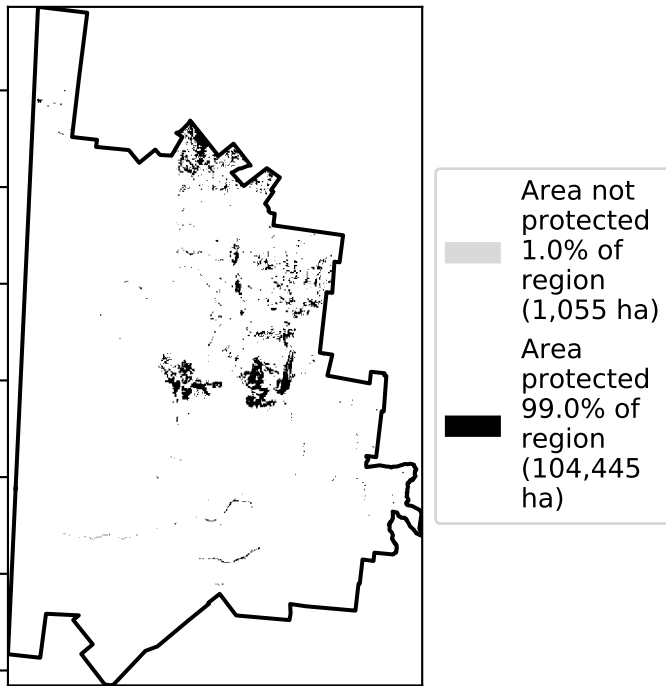 Area not
protected
1.0% of
region
(1,055 ha)
Area
protected
99.0% of
region
(104,445
ha)